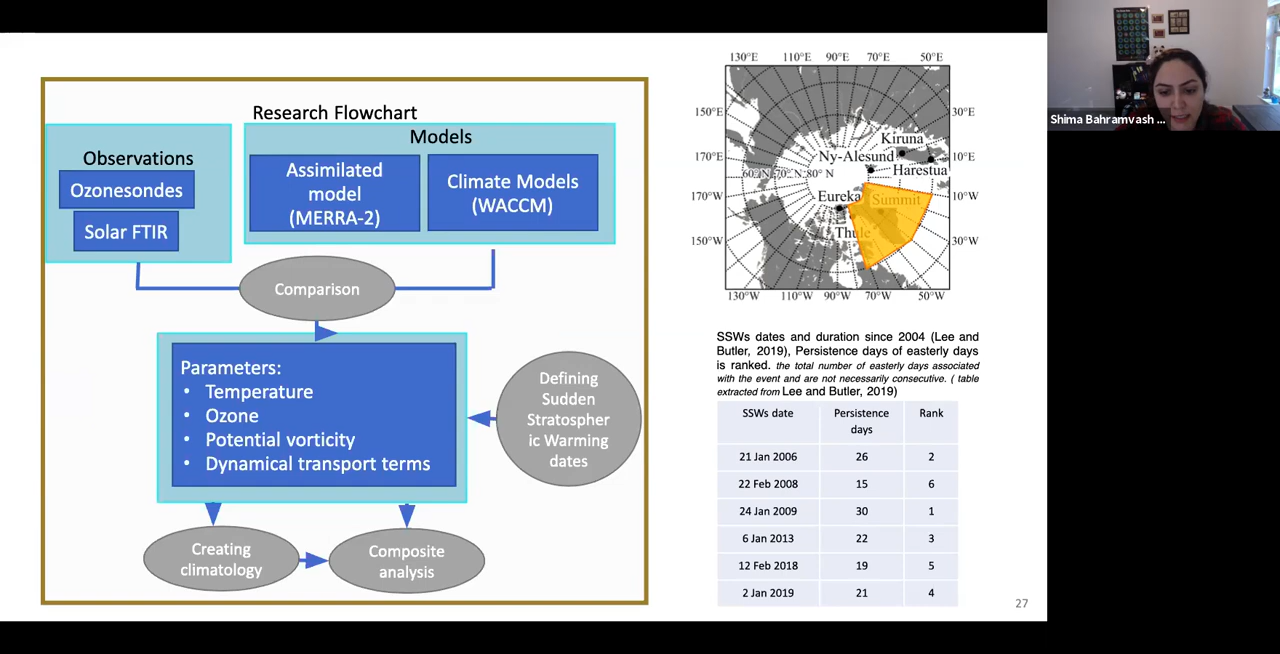 Research Flowchart
Observations
Ozonesondes
Solar FTIR
Models
Assimilated
model
(MERRA-2)
Climate Models
(WACCM)
Comparison
Parameters:
• Temperature
• Ozone
• Potential vorticity
• Dynamical transport terms
Defining
Sudden
Stratospher
ic Warming
dates
Creating
climatology
Composite
analysis
130°E 110°E 90°E 70°E 50°E
150°E 30°E
Kiruna
170°E Ny-Alesund 10°E
Harestua
60° N 70° N 80° N
170°W Eureka Summit 10°W
Thule
150°W 30°W
130°W 110°W 90°W 70°W 50°W
SSWs dates and duration since 2004 (Lee and
Butler, 2019), Persistence days of easterly days
is ranked. the total number of easterly days associated
with the event and are not necessarily consecutive. ( table
extracted from Lee and Butler, 2019)
SSWs date Persistence days Rank
21 Jan 2006 26 2
22 Feb 2008 15 6
24 Jan 2009 30 1
6 Jan 2013 22 3
12 Feb 2018 19 5
2 Jan 2019 21 4
27
Shima Bahramvash ...